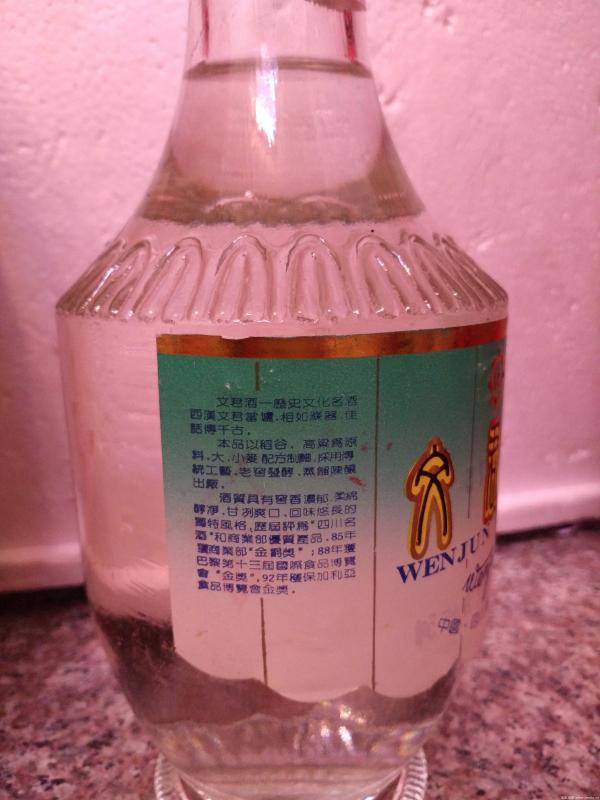 文君酒一歷史文化名酒
西漢文君當壚,相如滌器,佳
話傳千古。
本品以稻谷、高粱爲原
料,大、小麥配方制麯,採用傳
統工藝,老窖發酵、蒸餾陳釀
出廠。
酒質具有窖香濃郁、柔綿
醇凈、甘洌爽口、回味悠長的
獨特風格,歷屆評爲"四川名
酒"和商業部優質產品,85年
獲商業部"金爵獎";88年獲
巴黎第十三屆國際食品博覽
會"金獎",92年獲保加利亞
食品博覽會金獎。
文
WENJUN
中國